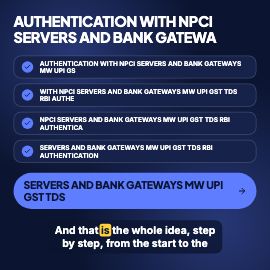 AUTHENTICATION WITH NPCI
SERVERS AND BANK GATEWA
AUTHENTICATION WITH NPCI SERVERS AND BANK GATEWAYS
MW UPI GS
WITH NPCI SERVERS AND BANK GATEWAYS MW UPI GST TDS
RBI AUTHE
NPCI SERVERS AND BANK GATEWAYS MW UPI GST TDS RBI
AUTHENTICA
SERVERS AND BANK GATEWAYS MW UPI GST TDS RBI
AUTHENTICATION
SERVERS AND BANK GATEWAYS MW UPI
GST TDS
And that is the whole idea, step
by step, from the start to the